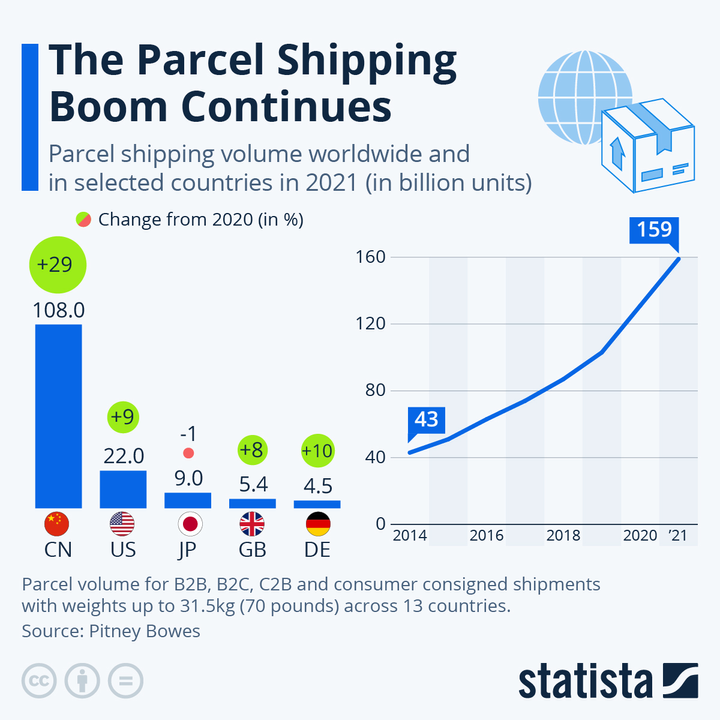 The Parcel Shipping
Boom Continues
Parcel shipping volume worldwide and
in selected countries in 2021 (in billion units)
Change from 2020 (in %)
+29
108.0
+9
22.0
-1
9.0
+8
5.4
+10
4.5
CN US JP GB DE
159
160
120
80
43
40
0
2014 2016 2018 2020 '21
Parcel volume for B2B, B2C, C2B and consumer consigned shipments
with weights up to 31.5kg (70 pounds) across 13 countries.
Source: Pitney Bowes
cc =
statista